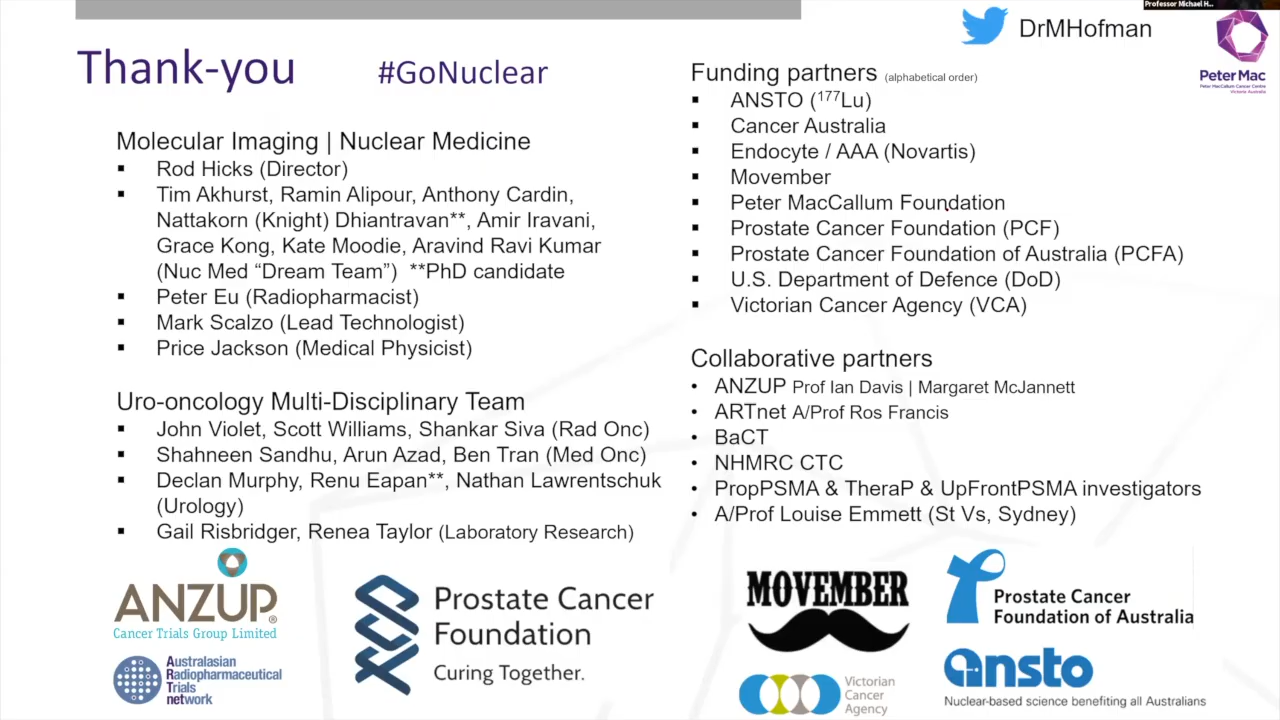 Professor Michael H...
DrMHofman
Peter Mac
Peter MacCallum Cancer Centre
Victoria Australia
Thank-you #GoNuclear
Molecular Imaging | Nuclear Medicine
▪ Rod Hicks (Director)
▪ Tim Akhurst, Ramin Alipour, Anthony Cardin,
Nattakorn (Knight) Dhiantravan**, Amir Iravani,
Grace Kong, Kate Moodie, Aravind Ravi Kumar
(Nuc Med “Dream Team”) **PhD candidate
▪ Peter Eu (Radiopharmacist)
▪ Mark Scalzo (Lead Technologist)
▪ Price Jackson (Medical Physicist)
Uro-oncology Multi-Disciplinary Team
▪ John Violet, Scott Williams, Shankar Siva (Rad Onc)
▪ Shahneen Sandhu, Arun Azad, Ben Tran (Med Onc)
▪ Declan Murphy, Renu Eapan**, Nathan Lawrentschuk
(Urology)
▪ Gail Risbridger, Renea Taylor (Laboratory Research)
Funding partners (alphabetical order)
▪ ANSTO (¹⁷⁷Lu)
▪ Cancer Australia
▪ Endocyte / AAA (Novartis)
▪ Movember
▪ Peter MacCallum Foundation
▪ Prostate Cancer Foundation (PCF)
▪ Prostate Cancer Foundation of Australia (PCFA)
▪ U.S. Department of Defence (DoD)
▪ Victorian Cancer Agency (VCA)
Collaborative partners
• ANZUP Prof Ian Davis | Margaret McJannett
• ARTnet A/Prof Ros Francis
• BaCT
• NHMRC CTC
• PropPSMA & TheraP & UpFrontPSMA investigators
• A/Prof Louise Emmett (St Vs, Sydney)
ANZUP®
Cancer Trials Group Limited
Australasian
Radiopharmaceutical
Trials
network
Prostate Cancer
Foundation
Curing Together.
MOVEMBER
Victorian
Cancer
Agency
Prostate Cancer
Foundation of Australia
ansto
Nuclear-based science benefiting all Australians